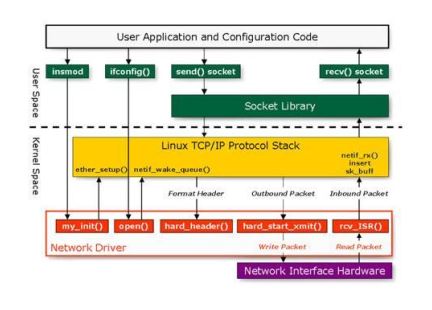 User Application and Configuration Code
insmod
ifconfig()
send() socket
recv() socket
User Space
Socket Library
Kernel Space
Linux TCP/IP Protocol Stack
netif_rx()
insert
sk_buff
ether_setup()
netif_wake_queue()
Format Header
Outbound Packet
Inbound Packet
my_init()
open()
hard_header()
hard_start_xmit()
rcv_ISR()
Network Driver
Write Packet
Read Packet
Network Interface Hardware